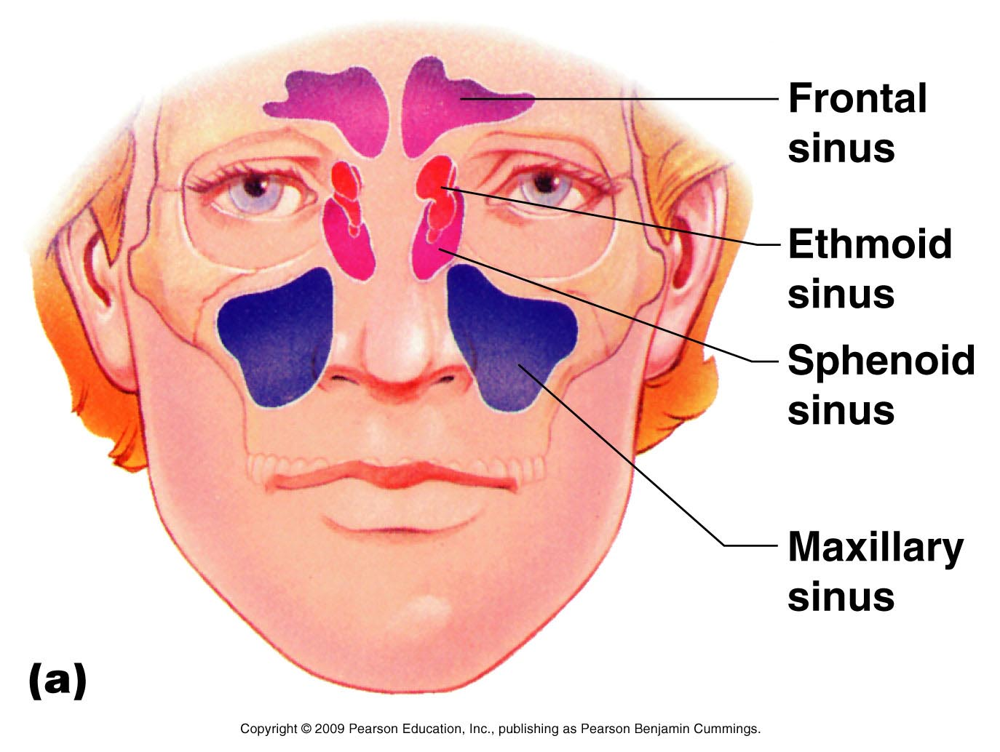 Frontal
sinus
Ethmoid
sinus
Sphenoid
sinus
Maxillary
sinus
(a)
Copyright © 2009 Pearson Education, Inc., publishing as Pearson Benjamin Cummings.